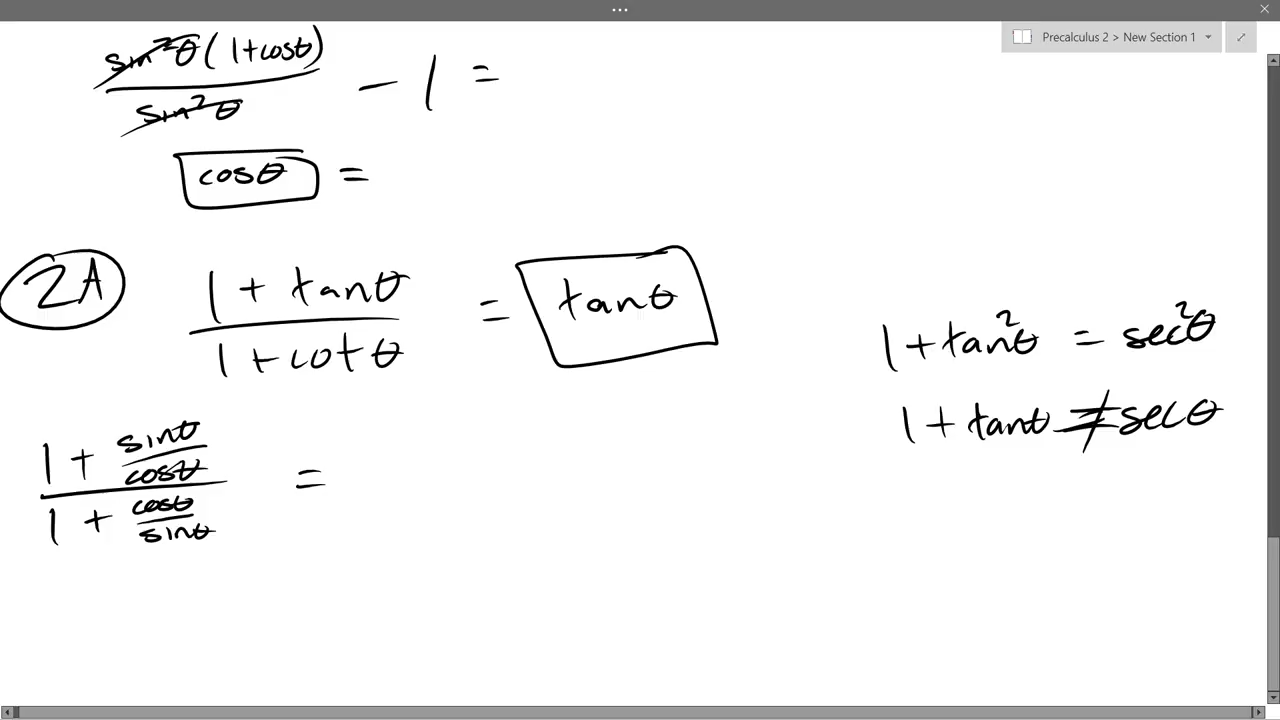 Precalculus 2 > New Section 1
sin²θ(1+cosθ)
sin²θ
− 1 =
cosθ =
2A
1 + tanθ
1 + cotθ
= tanθ
1 + tan²θ = sec²θ
1 + tanθ ≠ secθ
1 + sinθ/cosθ
1 + cosθ/sinθ
=